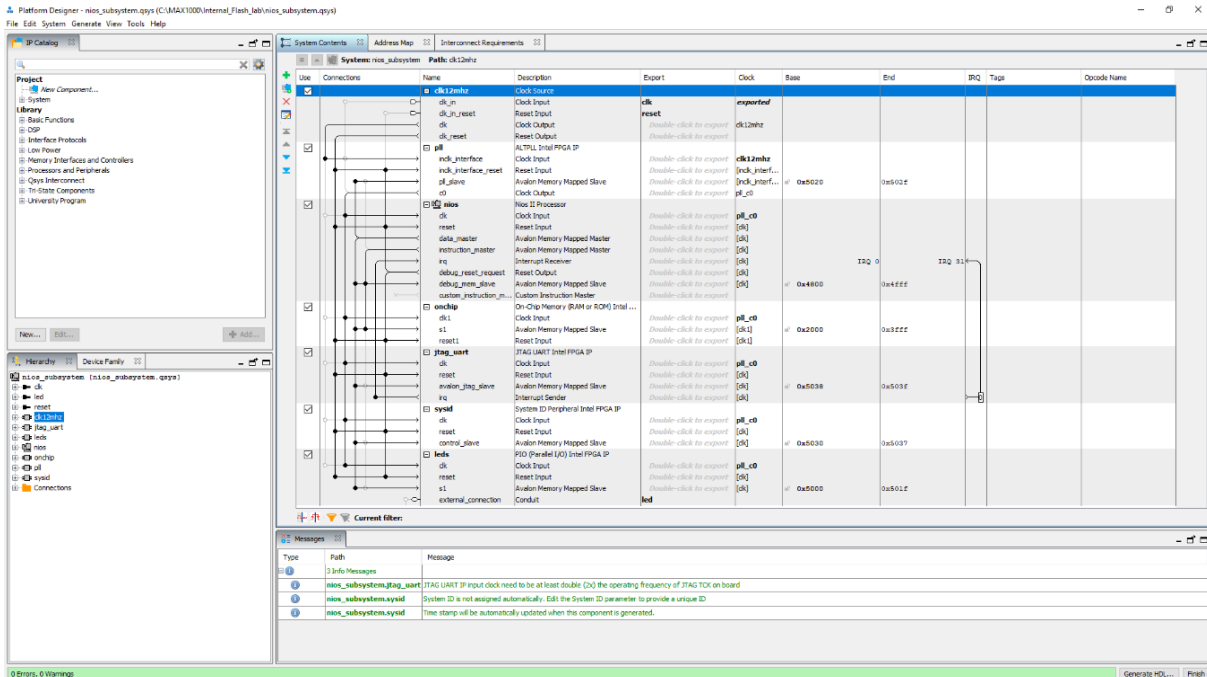 Platform Designer - nios_subsystem.qsys (C:\MAX1000\Internal_Flash_lab\nios_subsystem.qsys)
File Edit System Generate View Tools Help
IP Catalog
Project
New Component...
System
Library
Basic Functions
DSP
Interface Protocols
Low Power
Memory Interfaces and Controllers
Processors and Peripherals
Qsys Interconnect
Tri-State Components
University Program
New... Edit... Add...
Hierarchy Device Family
nios_subsystem [nios_subsystem.qsys]
clk
led
reset
clk12mhz
jtag_uart
leds
nios
onchip
pll
sysid
Connections
System Contents Address Map Interconnect Requirements
System: nios_subsystem Path: clk12mhz
Use Connections Name Description Export Clock Base End IRQ Tags Opcode Name
clk12mhz Clock Source
clk_in Clock Input clk exported
clk_in_reset Reset Input reset
clk Clock Output Double-click to export clk12mhz
clk_reset Reset Output Double-click to export
pll ALTPLL Intel FPGA IP
inclk_interface Clock Input Double-click to export clk12mhz
inclk_interface_reset Reset Input Double-click to export [inclk_interf...
pll_slave Avalon Memory Mapped Slave Double-click to export [inclk_interf... 0x5020 0x502f
c0 Clock Output Double-click to export pll_c0
nios Nios II Processor
clk Clock Input Double-click to export pll_c0
reset Reset Input Double-click to export [clk]
data_master Avalon Memory Mapped Master Double-click to export [clk]
instruction_master Avalon Memory Mapped Master Double-click to export [clk]
irq Interrupt Receiver Double-click to export [clk] IRQ 0 IRQ 31
debug_reset_request Reset Output Double-click to export [clk]
debug_mem_slave Avalon Memory Mapped Slave Double-click to export [clk] 0x4800 0x4fff
custom_instruction_m... Custom Instruction Master Double-click to export
onchip On-Chip Memory (RAM or ROM) Intel ...
clk1 Clock Input Double-click to export pll_c0
s1 Avalon Memory Mapped Slave Double-click to export [clk1] 0x2000 0x3fff
reset1 Reset Input Double-click to export [clk1]
jtag_uart JTAG UART Intel FPGA IP
clk Clock Input Double-click to export pll_c0
reset Reset Input Double-click to export [clk]
avalon_jtag_slave Avalon Memory Mapped Slave Double-click to export [clk] 0x5038 0x503f
irq Interrupt Sender Double-click to export [clk] 0
sysid System ID Peripheral Intel FPGA IP
clk Clock Input Double-click to export pll_c0
reset Reset Input Double-click to export [clk]
control_slave Avalon Memory Mapped Slave Double-click to export [clk] 0x5030 0x5037
leds PIO (Parallel I/O) Intel FPGA IP
clk Clock Input Double-click to export pll_c0
reset Reset Input Double-click to export [clk]
s1 Avalon Memory Mapped Slave Double-click to export [clk] 0x5000 0x501f
external_connection Conduit led
Current filter:
Messages
Type Path Message
3 Info Messages
nios_subsystem.jtag_uart JTAG UART IP input clock need to be at least double (2x) the operating frequency of JTAG TCK on board
nios_subsystem.sysid System ID is not assigned automatically. Edit the System ID parameter to provide a unique ID
nios_subsystem.sysid Time stamp will be automatically updated when this component is generated.
0 Errors, 0 Warnings
Generate HDL... Finish